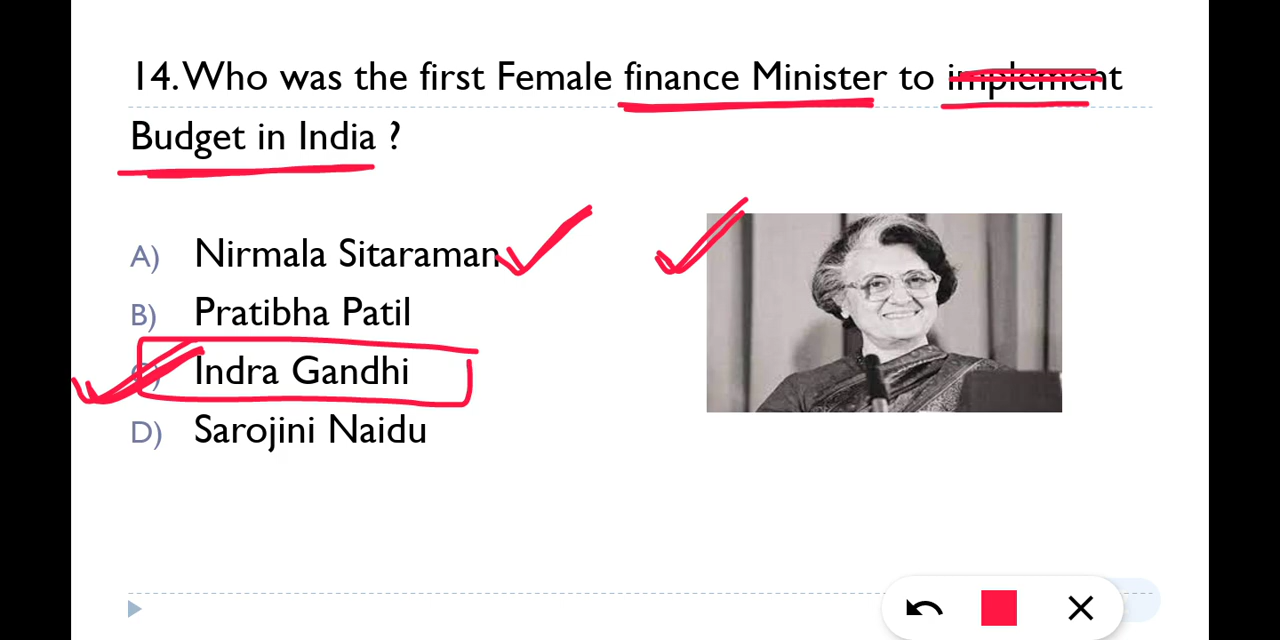 14. Who was the first Female finance Minister to implement
Budget in India ?
A) Nirmala Sitaraman
B) Pratibha Patil
C) Indra Gandhi
D) Sarojini Naidu